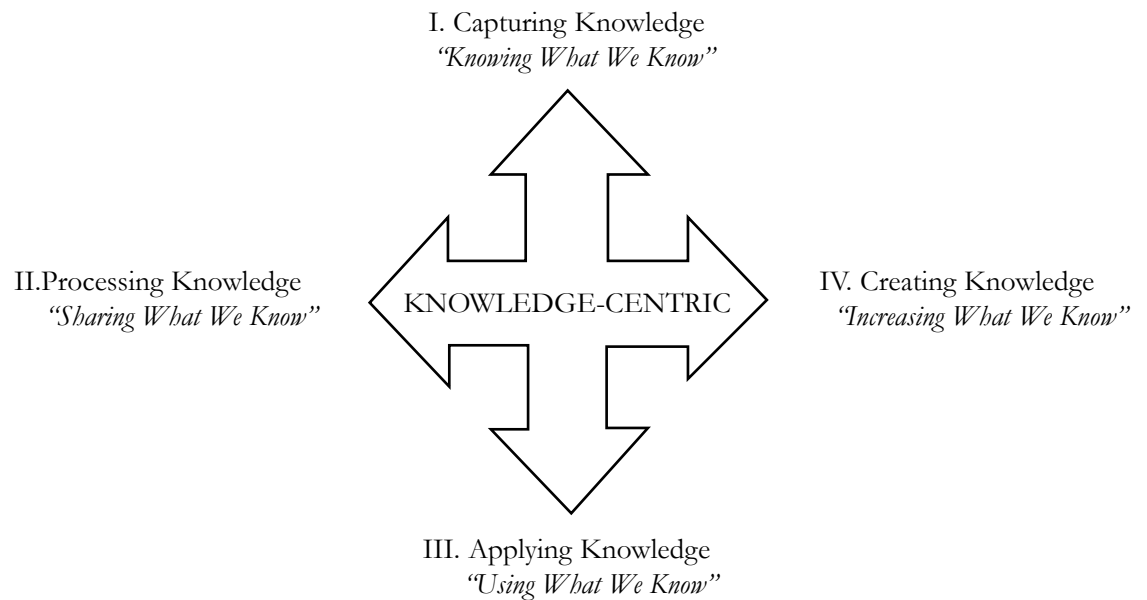 I. Capturing Knowledge
“Knowing What We Know”
II.Processing Knowledge
“Sharing What We Know”
KNOWLEDGE-CENTRIC
IV. Creating Knowledge
“Increasing What We Know”
III. Applying Knowledge
“Using What We Know”